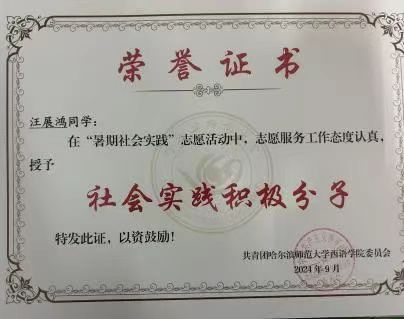 荣誉证书
汪展鸿同学：
在“暑期社会实践”志愿活动中，志愿服务工作态度认真，
授予
社会实践积极分子
特发此证，以资鼓励！
共青团哈尔滨师范大学西语学院委员会
2024年9月